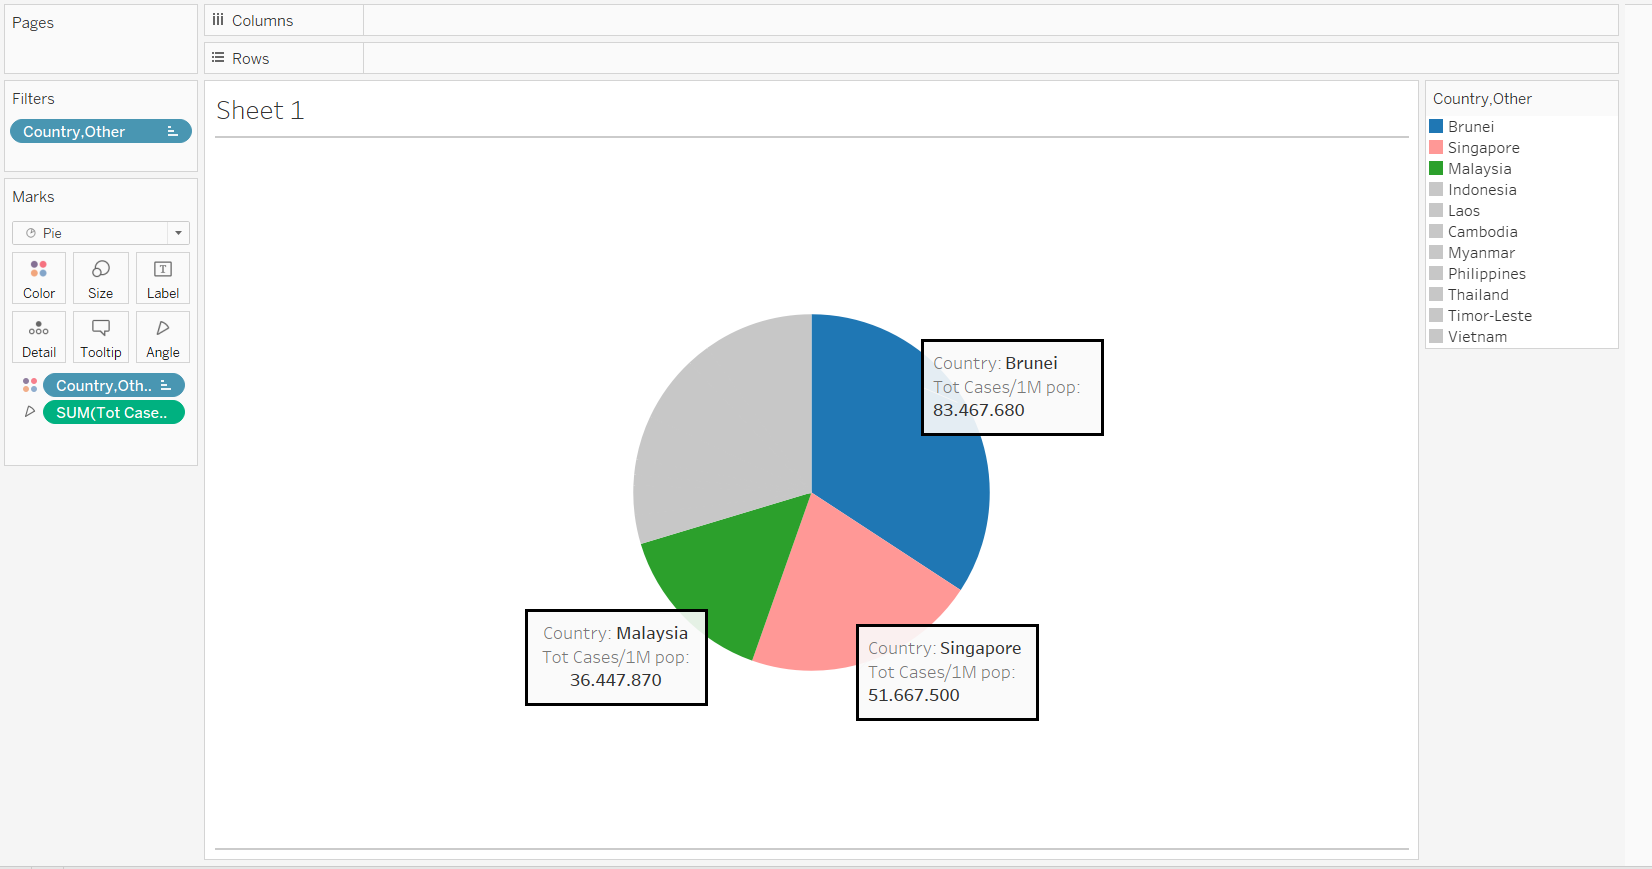 Pages
Columns
Rows
Filters
Country,Other
Marks
Pie
Color
Size
Label
Detail
Tooltip
Angle
Country,Oth..
SUM(Tot Case..
Sheet 1
Country: Brunei
Tot Cases/1M pop:
83.467.680
Country: Malaysia
Tot Cases/1M pop:
36.447.870
Country: Singapore
Tot Cases/1M pop:
51.667.500
Country,Other
Brunei
Singapore
Malaysia
Indonesia
Laos
Cambodia
Myanmar
Philippines
Thailand
Timor-Leste
Vietnam